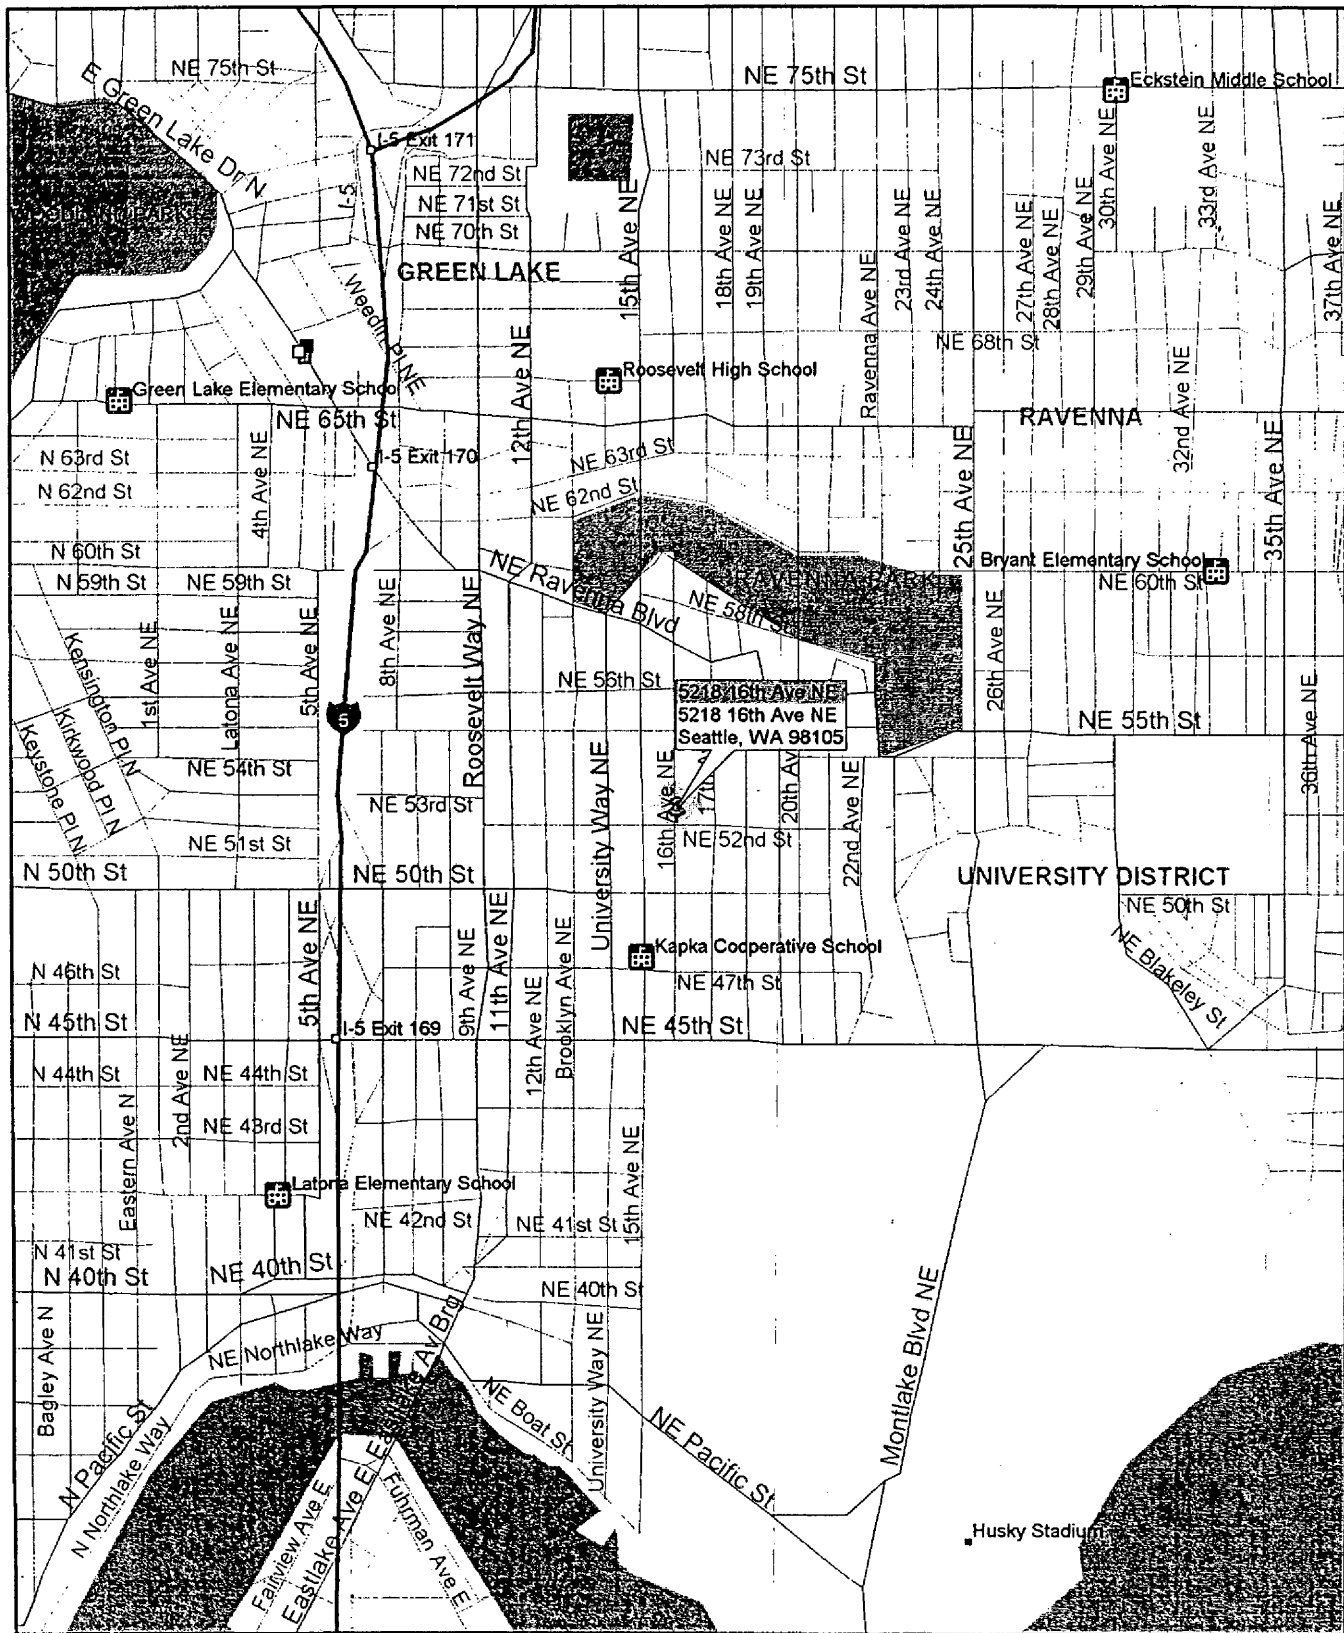 NE 75th St
NE 75th St
Eckstein Middle School
E Green Lake Dr N
I-5 Exit 171
NE 73rd St
NE 72nd St
NE 71st St
NE 70th St
I-5
15th Ave NE
18th Ave NE
19th Ave NE
23rd Ave NE
24th Ave NE
27th Ave NE
28th Ave NE
29th Ave NE
30th Ave NE
33rd Ave NE
37th Ave NE
GREEN LAKE
Weedin Pl NE
Ravenna Ave NE
NE 68th St
12th Ave NE
Roosevelt High School
Green Lake Elementary School
NE 65th St
RAVENNA
32nd Ave NE
35th Ave NE
N 63rd St
4th Ave NE
I-5 Exit 170
NE 63rd St
N 62nd St
NE 62nd St
25th Ave NE
N 60th St
NE Ravenna Blvd
RAVENNA PARK
Bryant Elementary School
NE 60th St
N 59th St
NE 59th St
NE 58th St
Kensington Pl N
Kirkwood Pl N
Keystone Pl N
1st Ave NE
Latona Ave NE
5th Ave NE
8th Ave NE
Roosevelt Way NE
26th Ave NE
36th Ave NE
NE 56th St
5218 16th Ave NE
5218 16th Ave NE
Seattle, WA 98105
5
NE 55th St
NE 54th St
NE 53rd St
University Way NE
16th Ave NE
17th
20th Av
22nd Ave NE
NE 52nd St
NE 51st St
N 50th St
NE 50th St
UNIVERSITY DISTRICT
NE 50th St
5th Ave NE
9th Ave NE
11th Ave NE
12th Ave NE
Brooklyn Ave NE
Kapka Cooperative School
NE Blakeley St
N 46th St
NE 47th St
N 45th St
I-5 Exit 169
NE 45th St
N 44th St
2nd Ave NE
NE 44th St
Eastern Ave N
NE 43rd St
15th Ave NE
Latona Elementary School
NE 42nd St
NE 41st St
N 41st St
N 40th St
NE 40th St
NE 40th St
Bagley Ave N
NE Northlake Way
Av Brg
University Way NE
Montlake Blvd NE
N Pacific St
N Northlake Way
NE Boat St
NE Pacific St
Fairview Ave E
Eastlake Ave E
Fuhrman Ave E
Husky Stadium